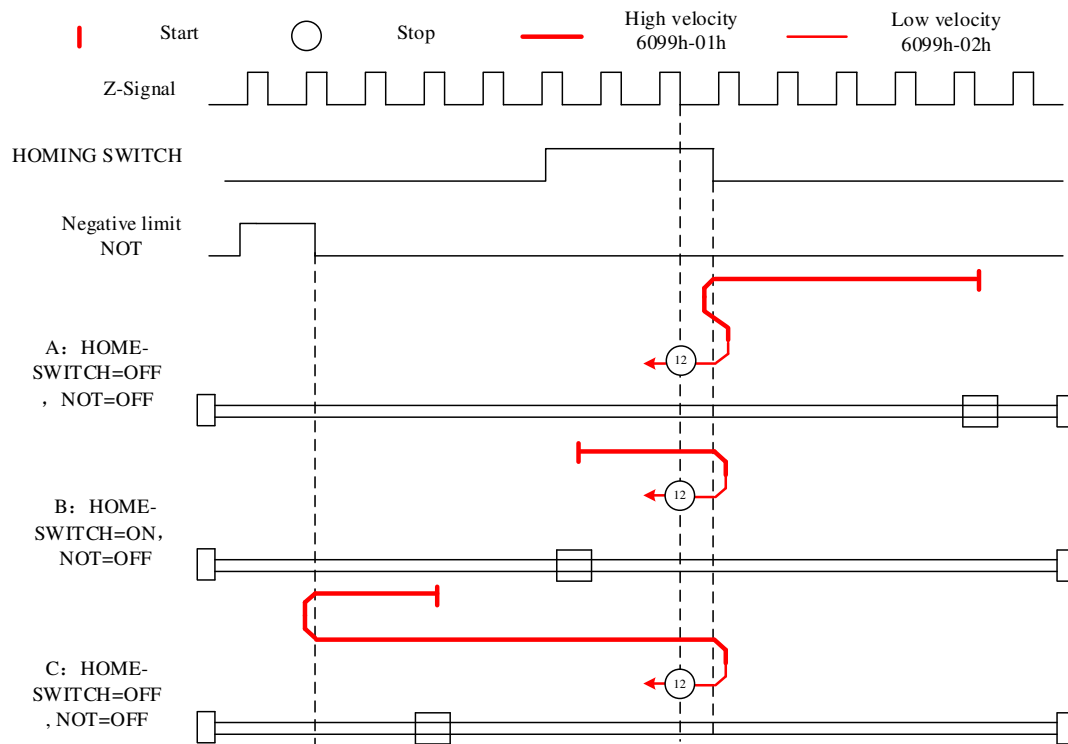 Start
Stop
High velocity
6099h-01h
Low velocity
6099h-02h
Z-Signal
HOMING SWITCH
Negative limit
NOT
A：HOME-
SWITCH=OFF
，NOT=OFF
12
B：HOME-
SWITCH=ON，
NOT=OFF
12
C：HOME-
SWITCH=OFF
, NOT=OFF
12